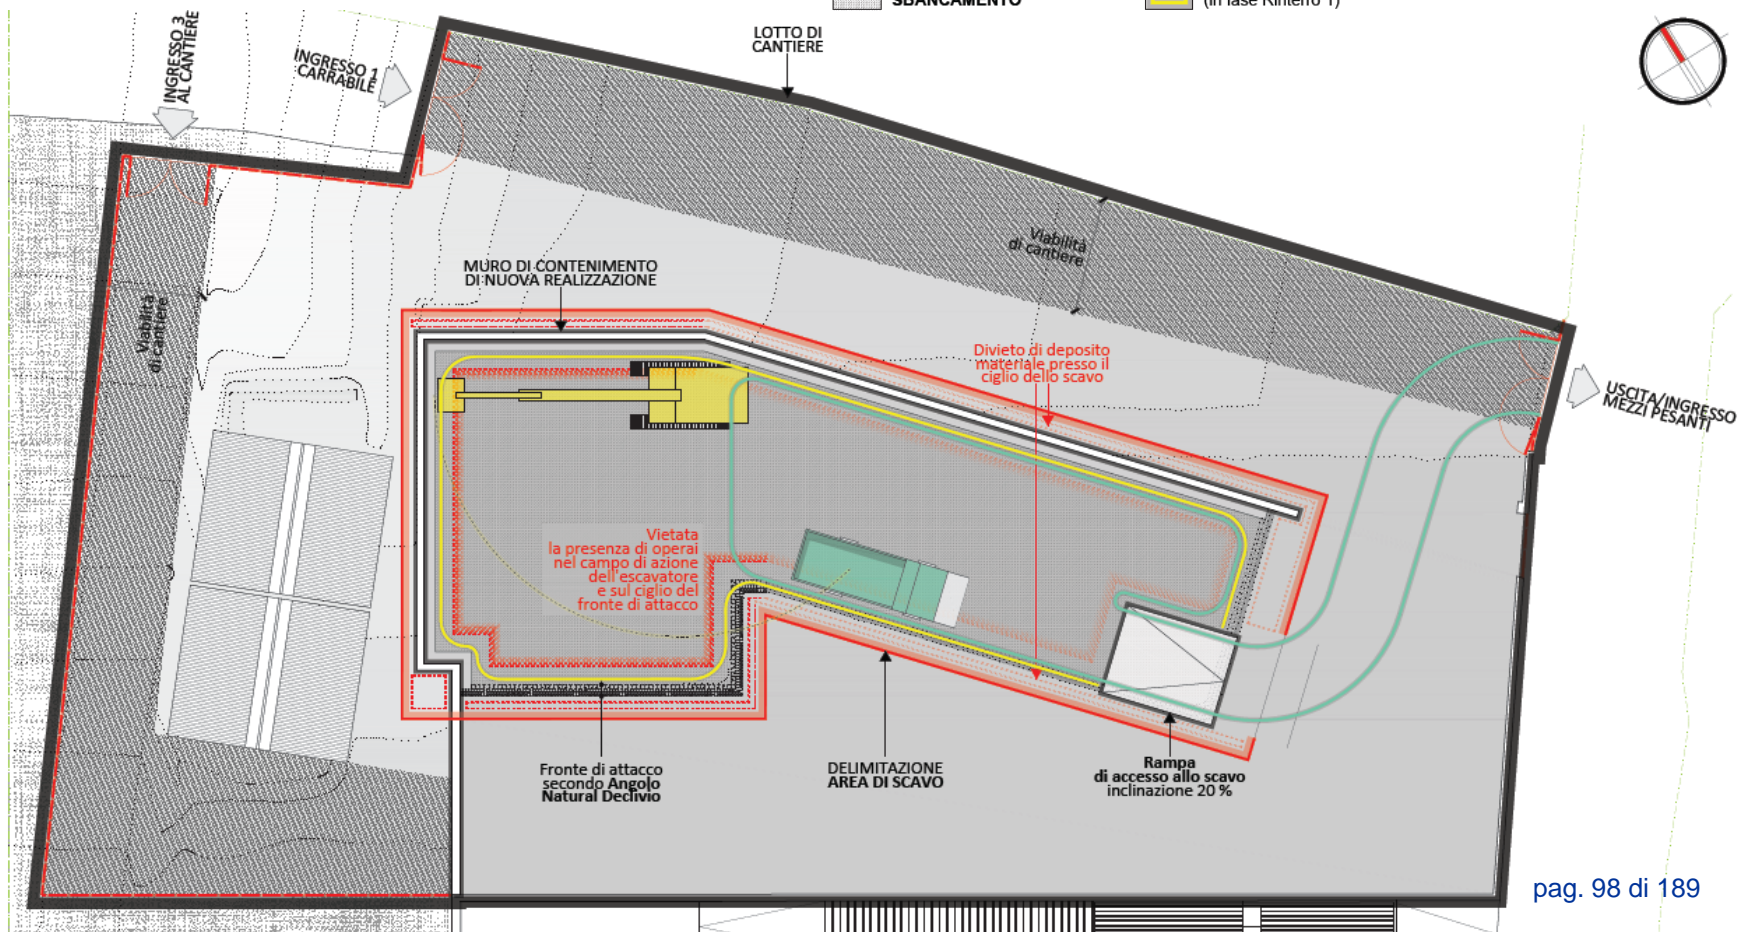 SBANCAMENTO
(in fase Rinterro 1)
LOTTO DI
CANTIERE
INGRESSO 3
AL CANTIERE
INGRESSO 1
CARRABILE
Viabilità
di cantiere
MURO DI CONTENIMENTO
DI NUOVA REALIZZAZIONE
Viabilità
di cantiere
Divieto di deposito
materiale presso il
ciglio dello scavo
USCITA/INGRESSO
MEZZI PESANTI
Vietata
la presenza di operai
nel campo di azione
dell'escavatore
e sul ciglio del
fronte di attacco
Fronte di attacco
secondo Angolo
Natural Declivio
DELIMITAZIONE
AREA DI SCAVO
Rampa
di accesso allo scavo
inclinazione 20 %
pag. 98 di 189